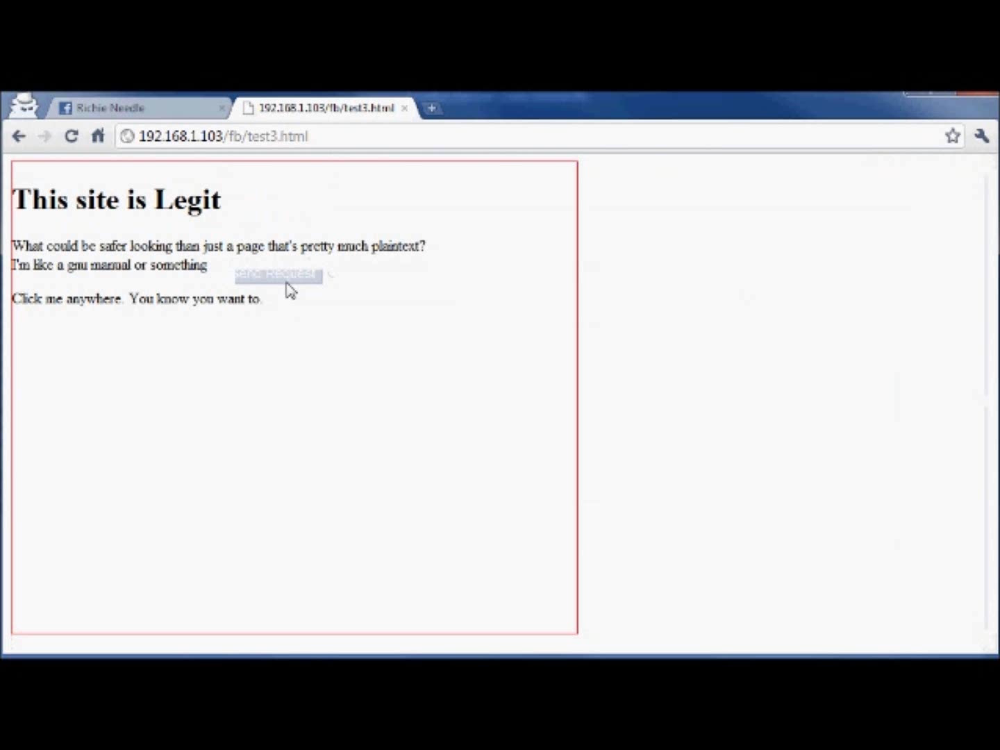 Richie Needle
192.168.1.103/fb/test3.html
192.168.1.103/fb/test3.html
This site is Legit
What could be safer looking than just a page that's pretty much plaintext?
I'm like a gnu manual or something
Send Request
Click me anywhere. You know you want to.